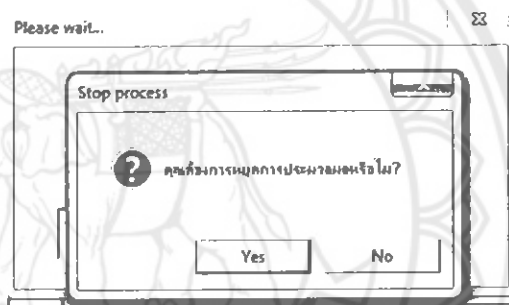 Please wait...
Stop process
คุณต้องการหยุดการประมวลผลหรือไม่?
Yes
No